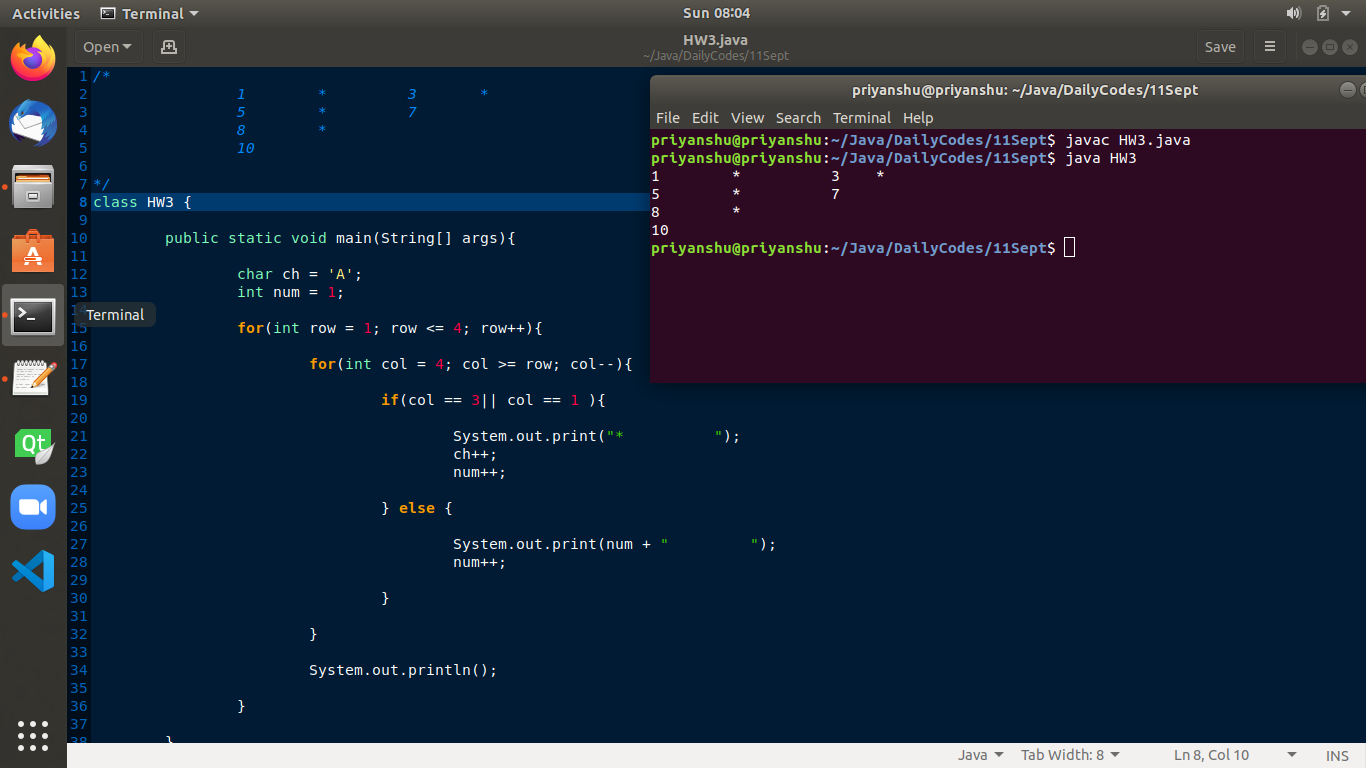 Activities Terminal Sun 08:04
Open HW3.java Save
~/Java/DailyCodes/11Sept
1 /*
2 1 * 3 *
3 5 * 7
4 8 *
5 10
6
7 */
8 class HW3 {
9
10 public static void main(String[] args){
11
12 char ch = 'A';
13 int num = 1;
14
Terminal
15 for(int row = 1; row <= 4; row++){
16
17 for(int col = 4; col >= row; col--){
18
19 if(col == 3|| col == 1 ){
20
21 System.out.print("*          ");
22 ch++;
23 num++;
24
25 } else {
26
27 System.out.print(num + "         ");
28 num++;
29
30 }
31
32 }
33
34 System.out.println();
35
36 }
37
38 }
priyanshu@priyanshu: ~/Java/DailyCodes/11Sept
File Edit View Search Terminal Help
priyanshu@priyanshu:~/Java/DailyCodes/11Sept$ javac HW3.java
priyanshu@priyanshu:~/Java/DailyCodes/11Sept$ java HW3
1 * 3 *
5 * 7
8 *
10
priyanshu@priyanshu:~/Java/DailyCodes/11Sept$
Qt
Java Tab Width: 8 Ln 8, Col 10 INS